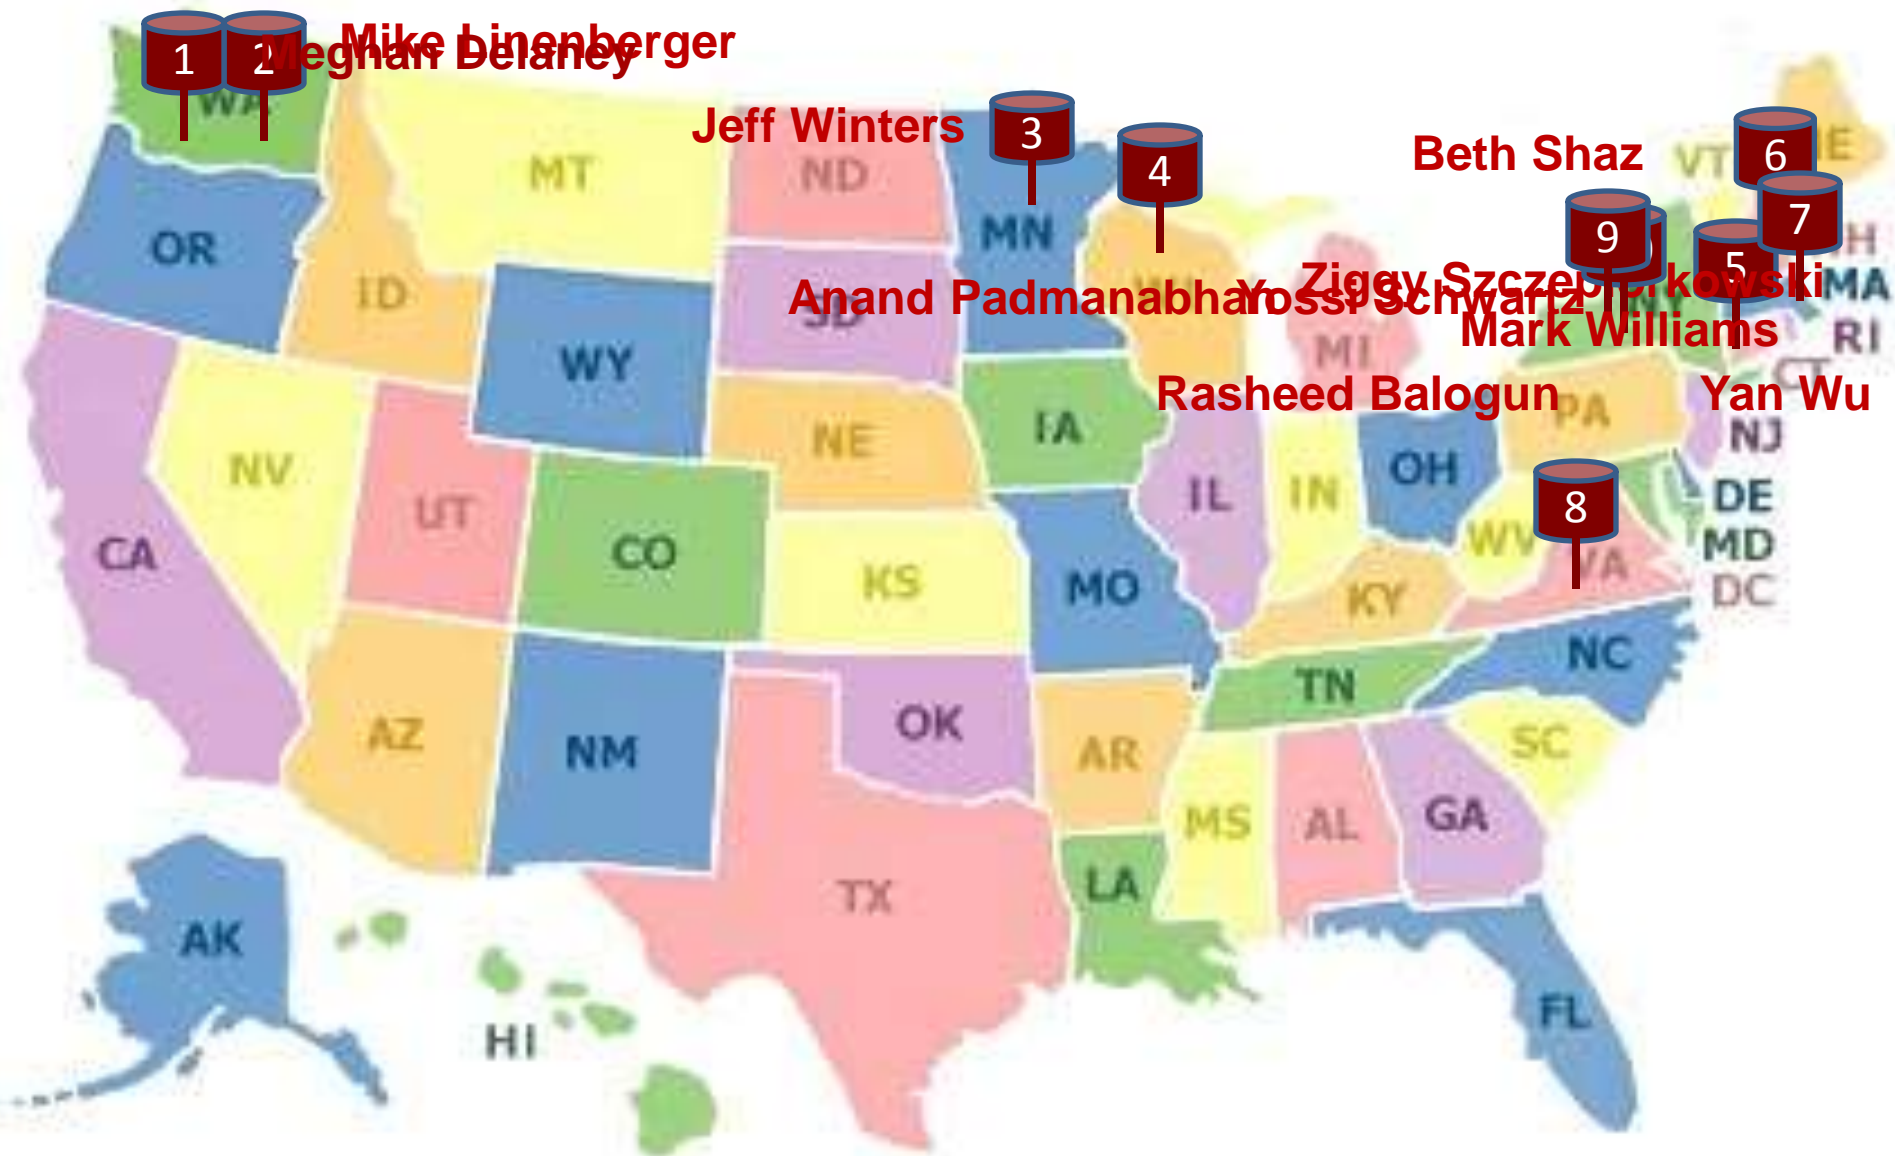 1
2
Mike Linenberger
Meghan Delaney
WA
Jeff Winters
3
4
Beth Shaz
VT
6
ME
7
9
5
MT
ND
MN
OR
ID
SD
WI
Anand Padmanabhan
Yossi Schwartz
Ziggy Szczepiorkowski
Mark Williams
MA
RI
CT
MI
WY
Rasheed Balogun
Yan Wu
PA
NJ
NE
IA
OH
NV
UT
CO
IL
IN
8
WV
VA
DE
MD
DC
CA
KS
MO
KY
NC
TN
AZ
NM
OK
AR
SC
MS
AL
GA
TX
LA
AK
HI
FL